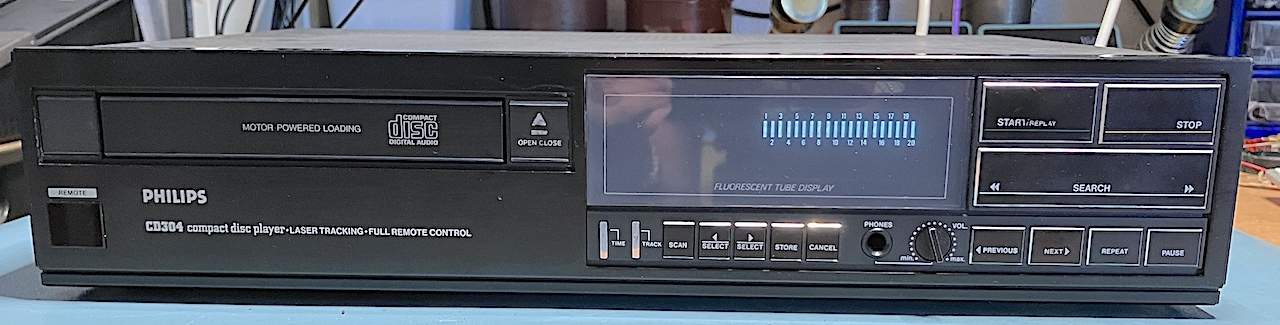 MOTOR POWERED LOADING
COMPACT
disc
DIGITAL AUDIO
OPEN CLOSE
REMOTE
PHILIPS
CD304 compact disc player•LASER TRACKING•FULL REMOTE CONTROL
1 3 5 7 9 11 13 15 17 19
2 4 6 8 10 12 14 16 18 20
FLUORESCENT TUBE DISPLAY
START/REPLAY
STOP
SEARCH
TIME
TRACK
SCAN
SELECT
SELECT
STORE
CANCEL
PHONES
VOL.
min.
max.
PREVIOUS
NEXT
REPEAT
PAUSE